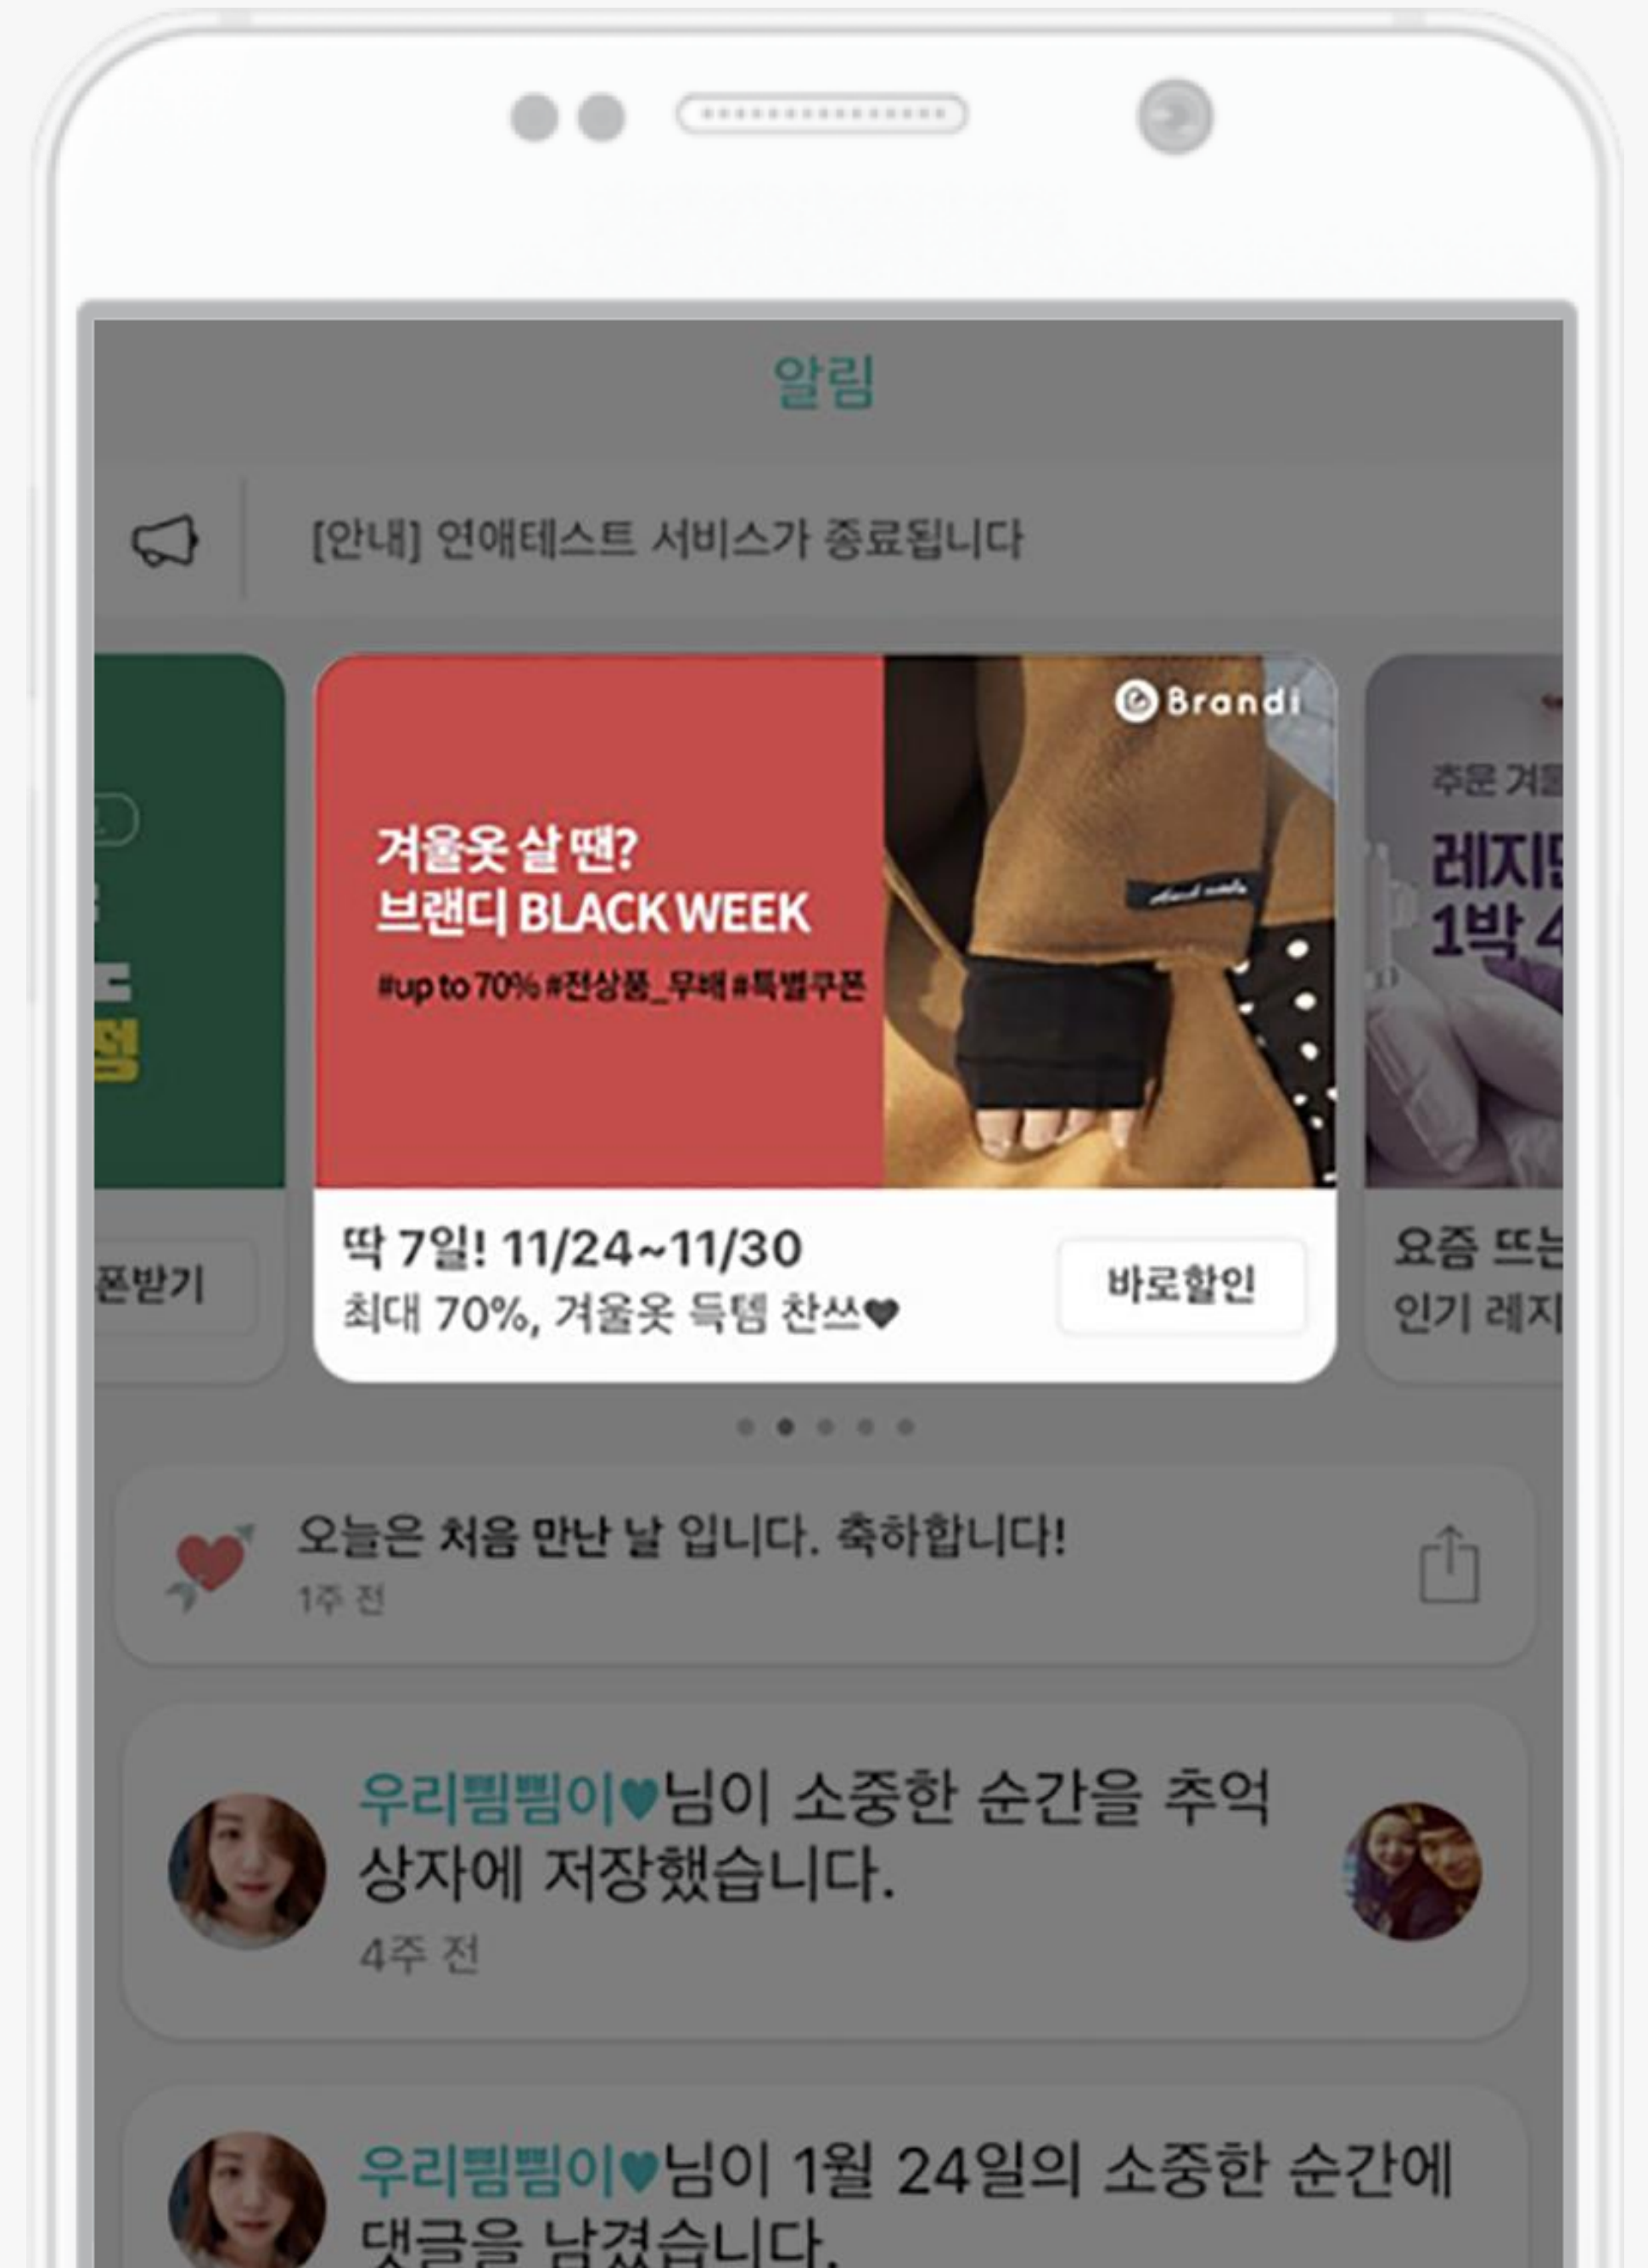 알림
[안내] 연애테스트 서비스가 종료됩니다
Brandi
겨울옷 살 땐?
브랜디 BLACK WEEK
#up to 70% #전상품_무배 #특별쿠폰
딱 7일! 11/24~11/30
최대 70%, 겨울옷 득템 찬쓰♥
바로할인
폰받기
추운 겨울
레지던
1박 4
요즘 뜨는
인기 레지
오늘은 처음 만난 날 입니다. 축하합니다!
1주 전
우리삠삠이♥님이 소중한 순간을 추억
상자에 저장했습니다.
4주 전
우리삠삠이♥님이 1월 24일의 소중한 순간에
댓글을 남겼습니다.